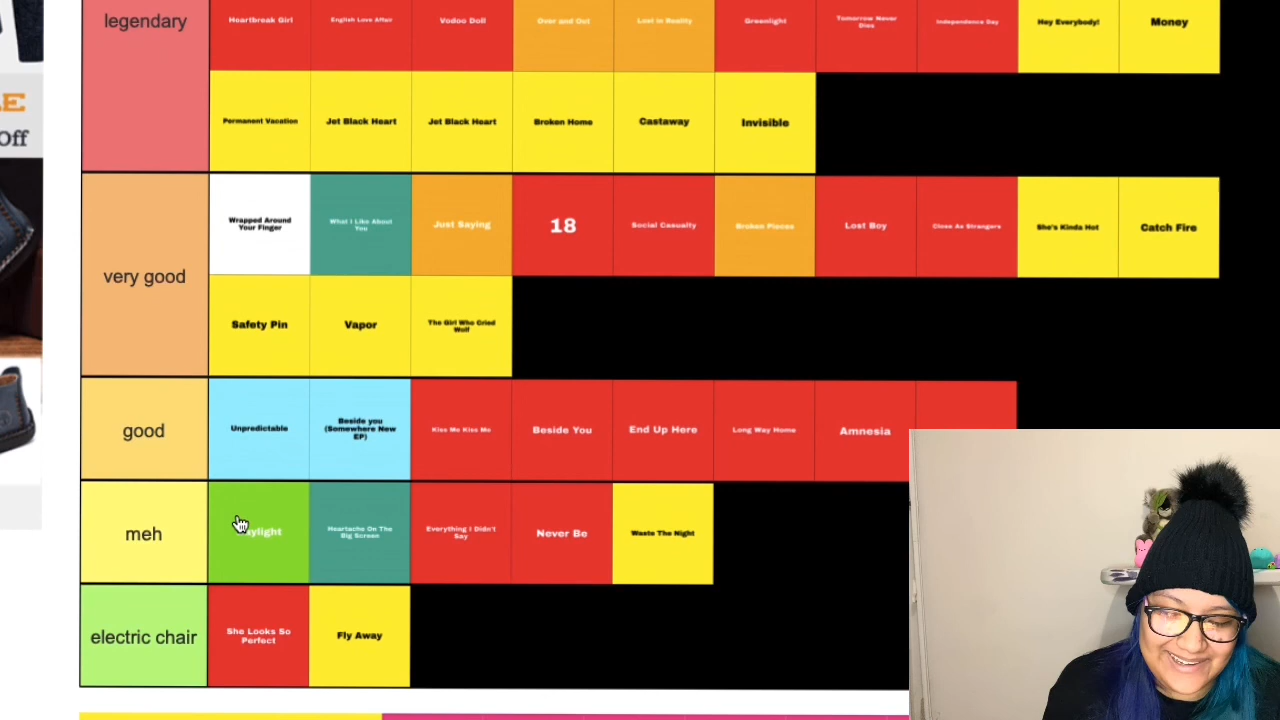 E
Off
legendary
Heartbreak Girl
English Love Affair
Vodoo Doll
Over and Out
Lost in Reality
Greenlight
Tomorrow Never
Dies
Independence Day
Hey Everybody!
Money
Permanent Vacation
Jet Black Heart
Jet Black Heart
Broken Home
Castaway
Invisible
very good
Wrapped Around
Your Finger
What I Like About
You
Just Saying
18
Social Casualty
Broken Pieces
Lost Boy
Close As Strangers
She's Kinda Hot
Catch Fire
Safety Pin
Vapor
The Girl Who Cried
Wolf
good
Unpredictable
Beside you
(Somewhere New
EP)
Kiss Me Kiss Me
Beside You
End Up Here
Long Way Home
Amnesia
meh
ylight
Heartache On The
Big Screen
Everything I Didn't
Say
Never Be
Waste The Night
electric chair
She Looks So
Perfect
Fly Away